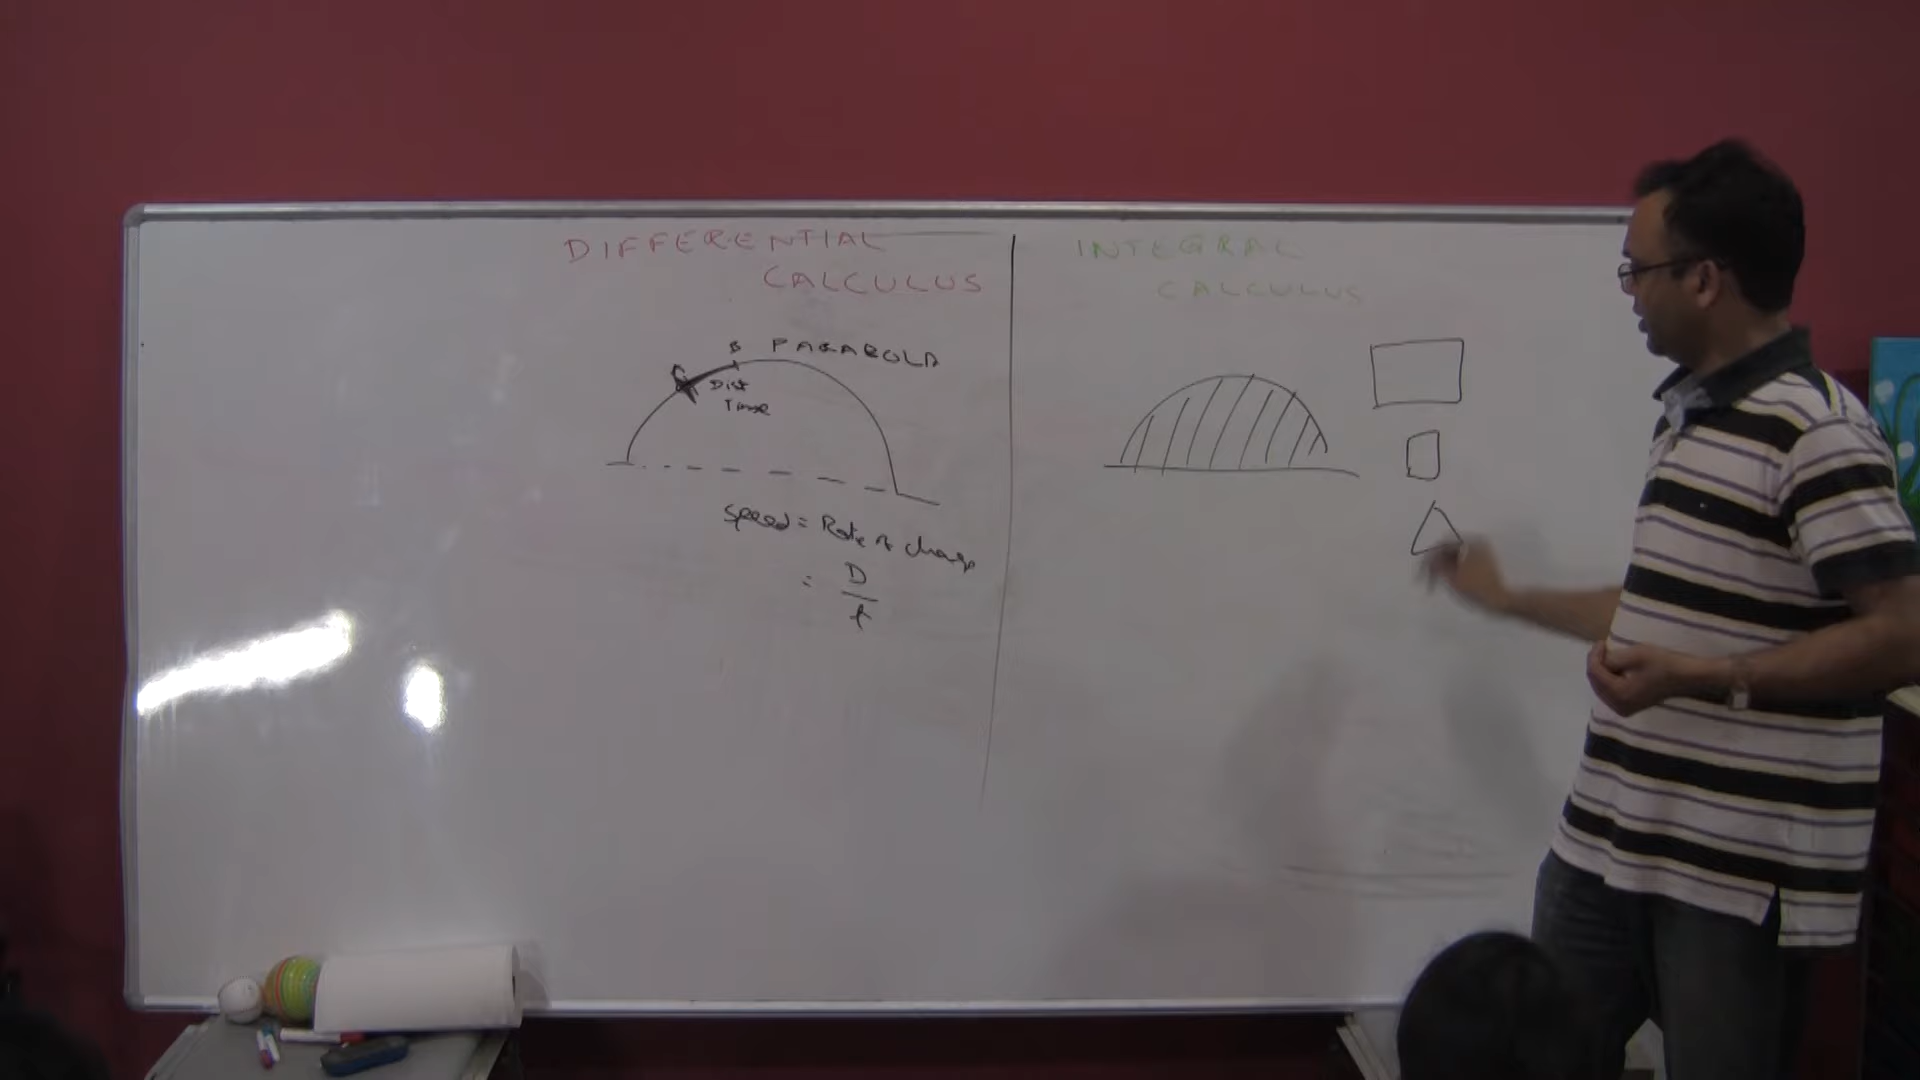 DIFFERENTIAL
CALCULUS
B PARABOLA
Dist
Time
Speed = Rate of change
= D
t
INTEGRAL
CALCULUS